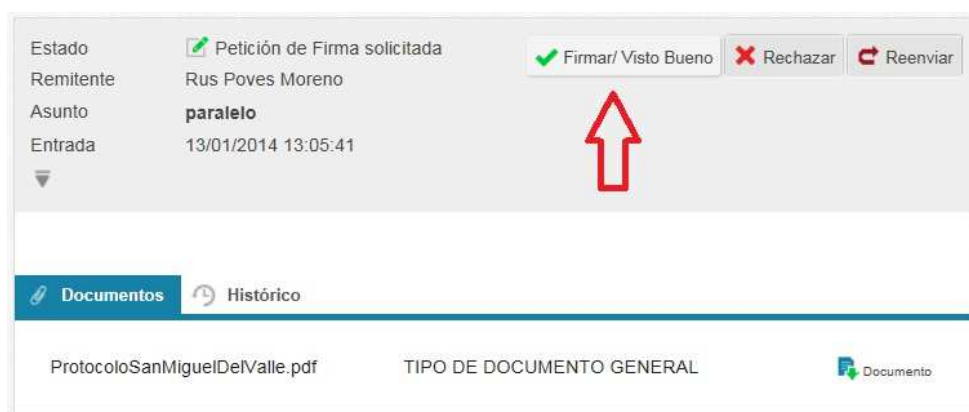 Estado Petición de Firma solicitada Firmar/ Visto Bueno Rechazar Reenviar
Remitente Rus Poves Moreno
Asunto paralelo
Entrada 13/01/2014 13:05:41
Documentos Histórico
ProtocoloSanMiguelDelValle.pdf TIPO DE DOCUMENTO GENERAL Documento